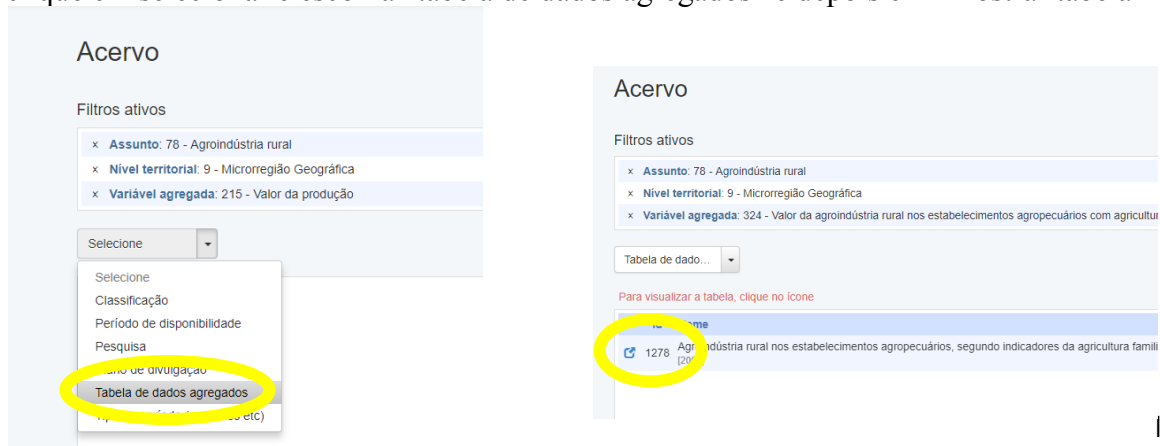 Acervo
Filtros ativos
× Assunto: 78 - Agroindústria rural
× Nível territorial: 9 - Microrregião Geográfica
× Variável agregada: 215 - Valor da produção
Selecione
Selecione
Classificação
Período de disponibilidade
Pesquisa
de divulgação
Tabela de dados agregados
etc)
Acervo
Filtros ativos
× Assunto: 78 - Agroindústria rural
× Nível territorial: 9 - Microrregião Geográfica
× Variável agregada: 324 - Valor da agroindústria rural nos estabelecimentos agropecuários com agricultur
Tabela de dado...
Para visualizar a tabela, clique no ícone
1278 Agroindústria rural nos estabelecimentos agropecuários, segundo indicadores da agricultura famili